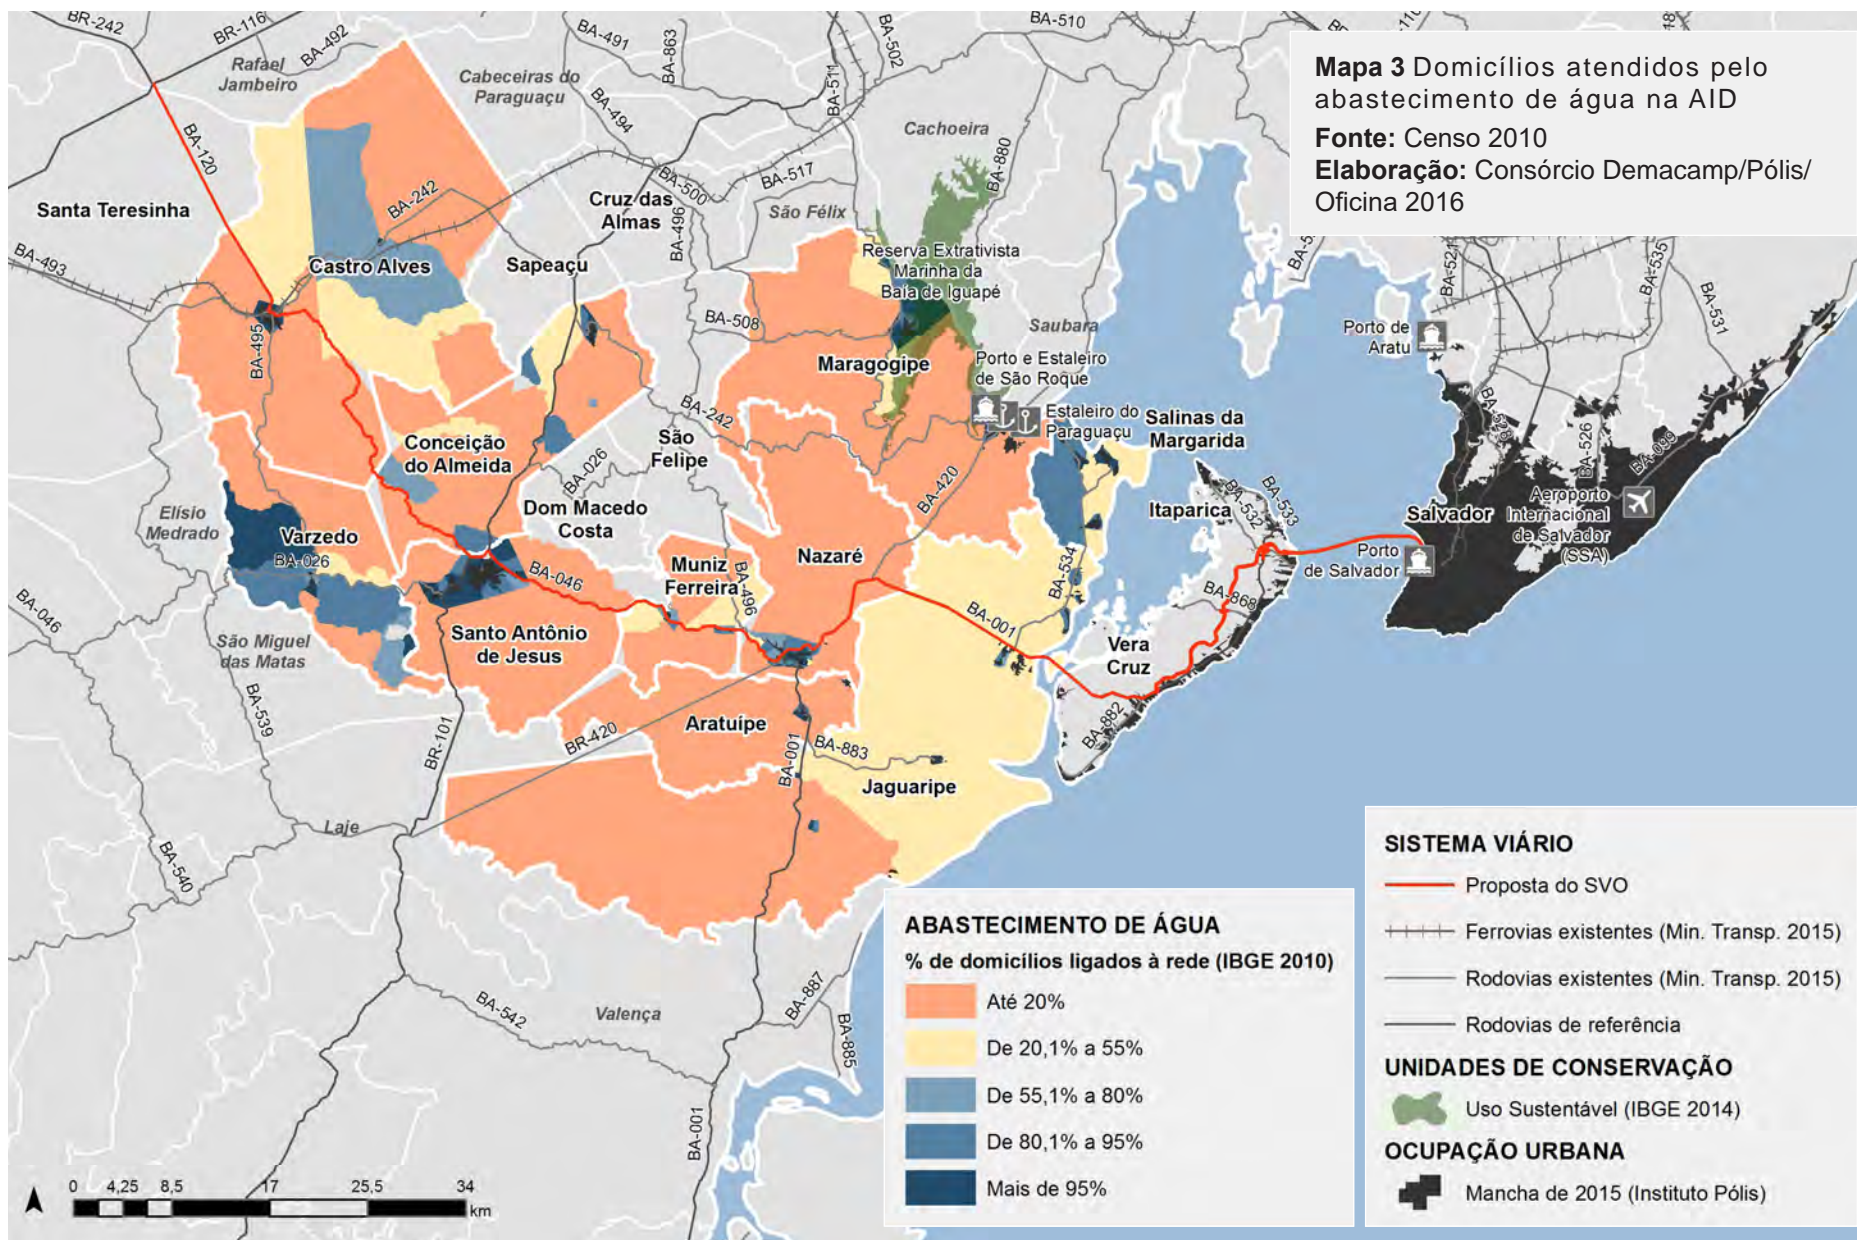 Mapa 3 Domicílios atendidos pelo
abastecimento de água na AID
Fonte: Censo 2010
Elaboração: Consórcio Demacamp/Pólis/
Oficina 2016
BR-242
BR-116
BA-492
BA-491
BA-863
BA-502
BA-510
BA-511
Rafael
Jambeiro
Cabeceiras do
Paraguaçu
BA-494
Cachoeira
BA-880
BA-120
BA-242
BA-500
BA-517
BA-496
Santa Teresinha
Cruz das
Almas
São Félix
BA-493
Castro Alves
Sapeaçu
Reserva Extrativista
Marinha da
Baía de Iguapé
BA-521
BA-535
BA-531
BA-495
BA-508
Saubara
Porto de
Aratu
Maragogipe
Porto e Estaleiro
de São Roque
Estaleiro do
Paraguaçu
Salinas da
Margarida
BA-242
Conceição
do Almeida
São
Felipe
BA-026
BA-420
BA-528
BA-526
BA-099
Elísio
Medrado
Varzedo
BA-026
Dom Macedo
Costa
Itaparica
BA-532
BA-533
Salvador
Aeroporto
Internacional
de Salvador
(SSA)
Muniz
Ferreira
Nazaré
BA-046
BA-496
BA-534
Porto
de Salvador
BA-868
BA-046
São Miguel
das Matas
Santo Antônio
de Jesus
BA-001
Vera
Cruz
BA-882
BA-539
BR-101
BR-420
Aratuípe
BA-001
BA-883
Jaguaripe
Laje
BA-540
BA-542
Valença
BA-887
BA-885
BA-001
0 4,25 8,5 17 25,5 34
km
ABASTECIMENTO DE ÁGUA
% de domicílios ligados à rede (IBGE 2010)
Até 20%
De 20,1% a 55%
De 55,1% a 80%
De 80,1% a 95%
Mais de 95%
SISTEMA VIÁRIO
Proposta do SVO
Ferrovias existentes (Min. Transp. 2015)
Rodovias existentes (Min. Transp. 2015)
Rodovias de referência
UNIDADES DE CONSERVAÇÃO
Uso Sustentável (IBGE 2014)
OCUPAÇÃO URBANA
Mancha de 2015 (Instituto Pólis)